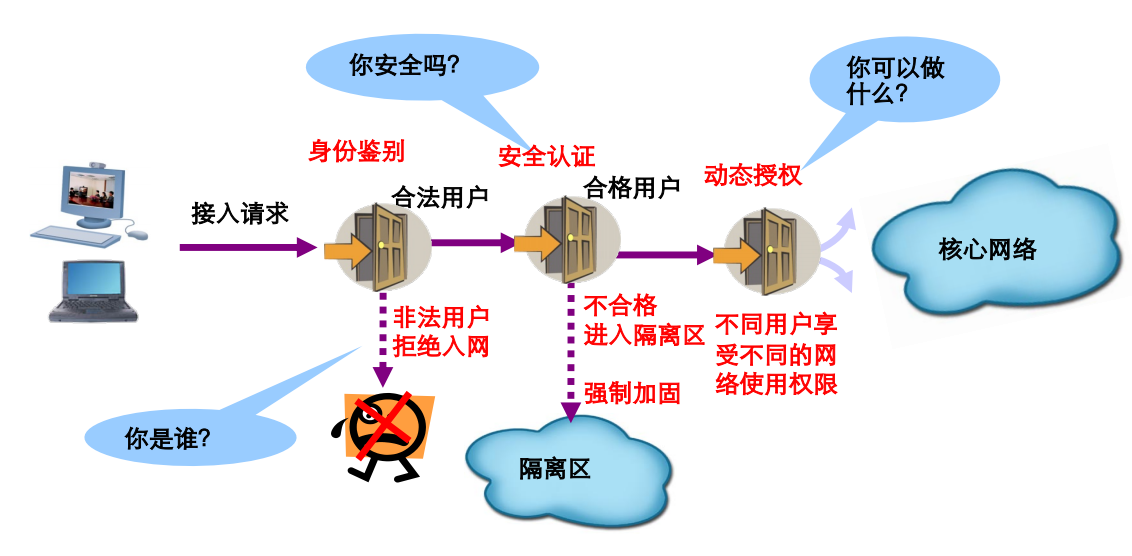 你安全吗?
你可以做
什么?
身份鉴别
安全认证
动态授权
接入请求
合法用户
合格用户
核心网络
非法用户
拒绝入网
不合格
进入隔离区
强制加固
不同用户享
受不同的网
络使用权限
你是谁?
隔离区